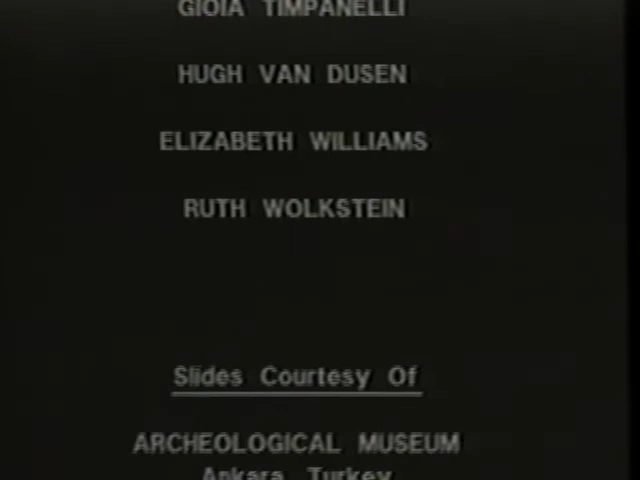 GIOIA TIMPANELLI
HUGH VAN DUSEN
ELIZABETH WILLIAMS
RUTH WOLKSTEIN
Slides Courtesy Of
ARCHEOLOGICAL MUSEUM
Ankara, Turkey